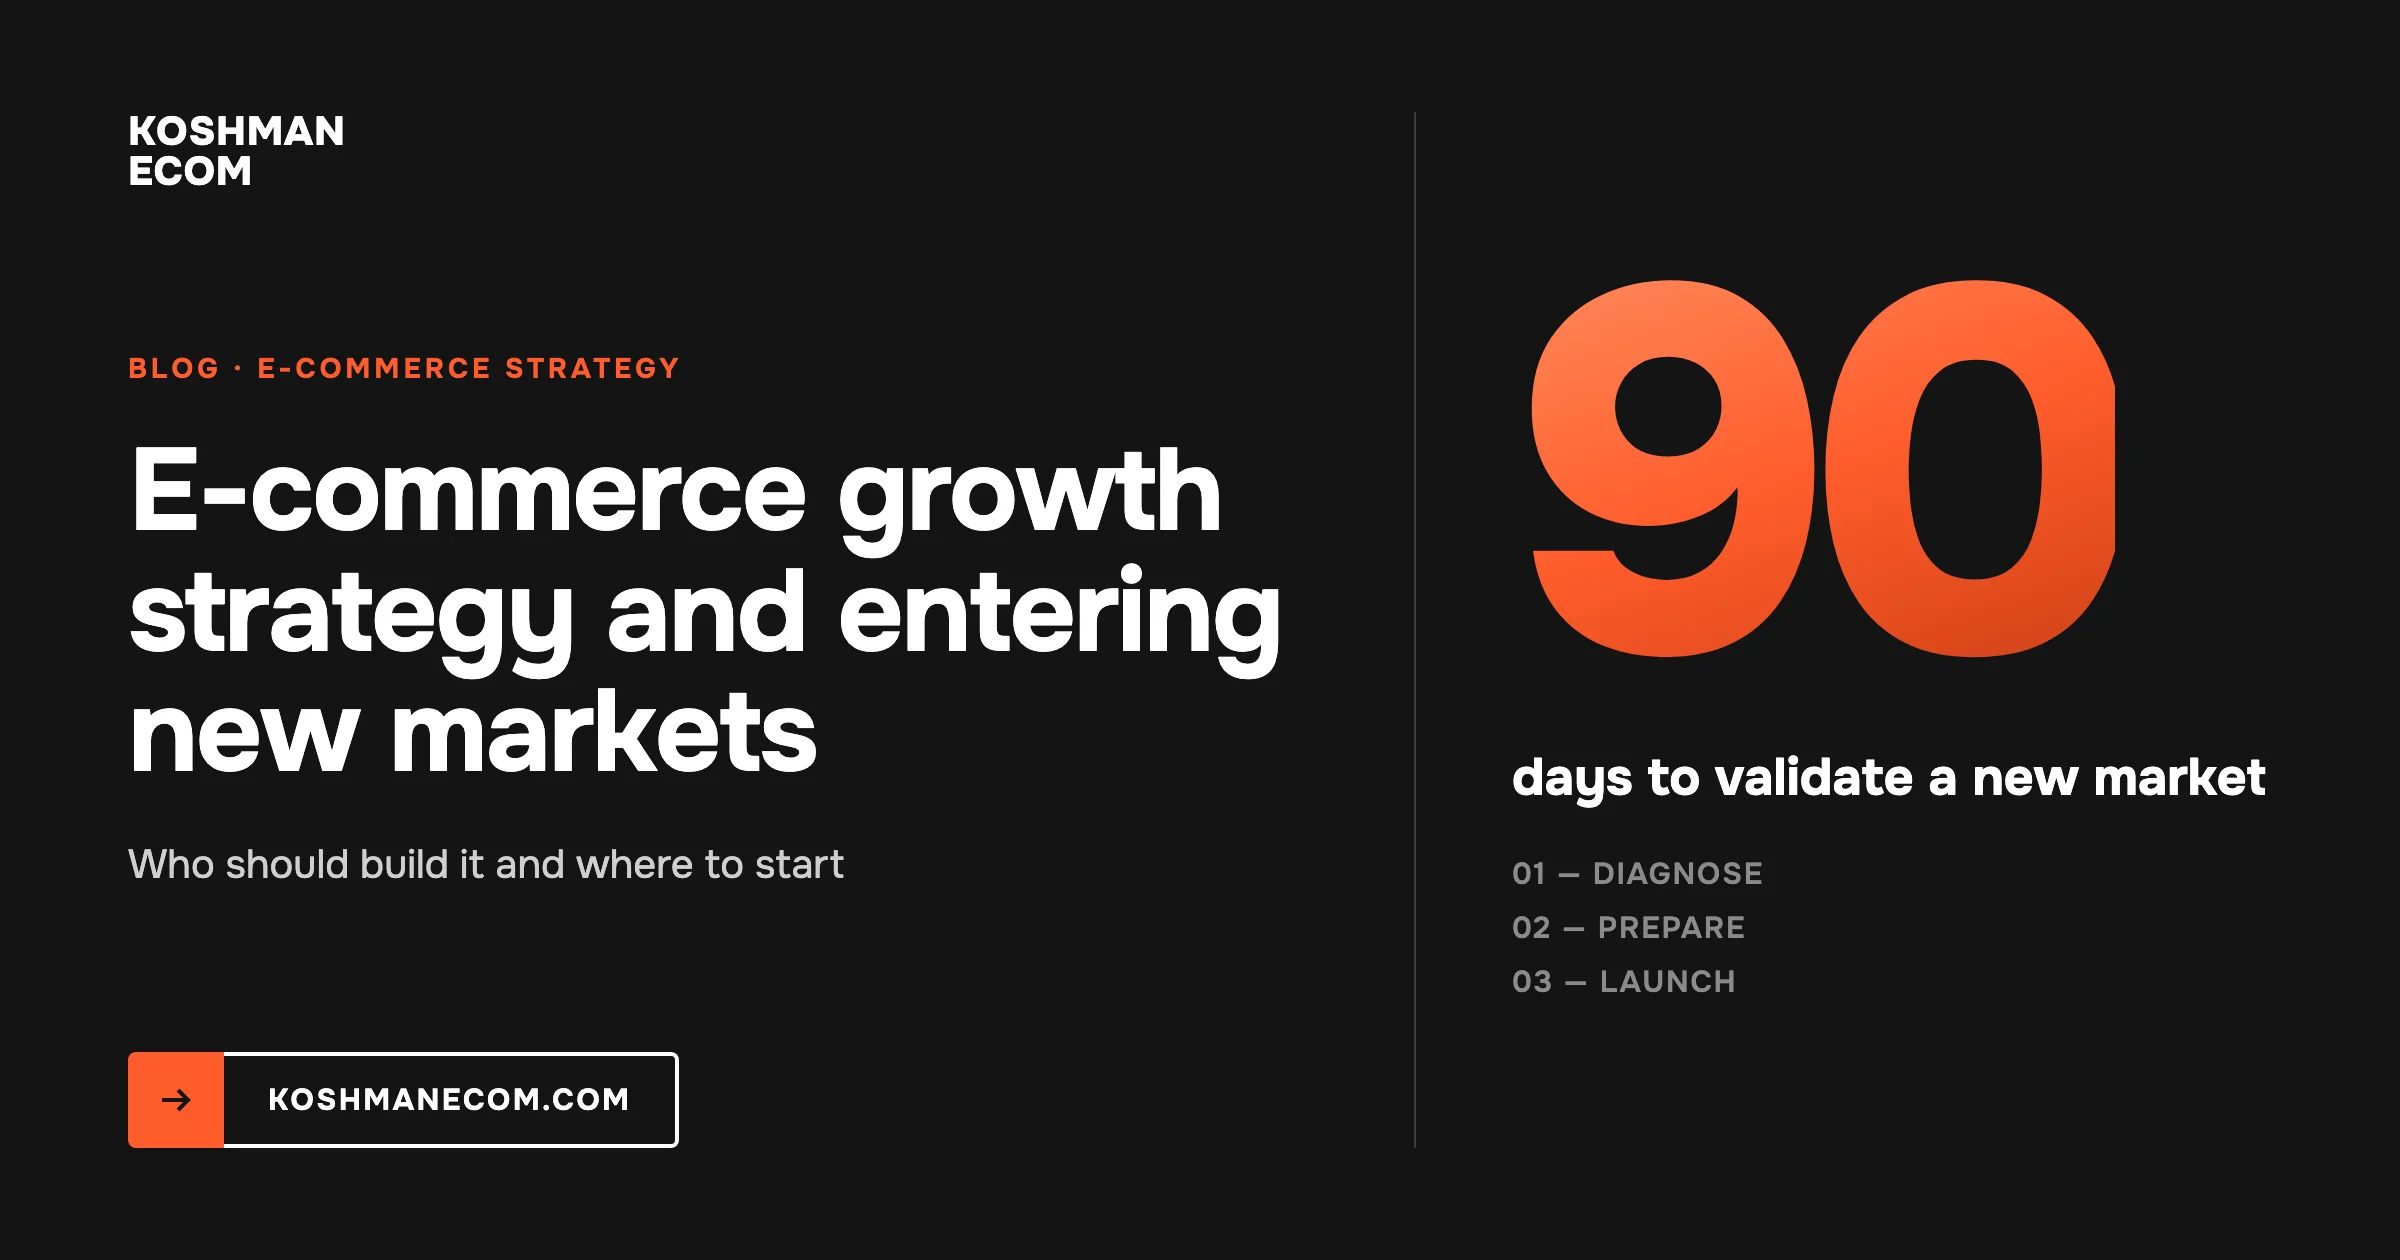 KOSHMAN
ECOM
BLOG · E-COMMERCE STRATEGY
E-commerce growth
strategy and entering
new markets
Who should build it and where to start
→ KOSHMANECOM.COM
90
days to validate a new market
01 — DIAGNOSE
02 — PREPARE
03 — LAUNCH